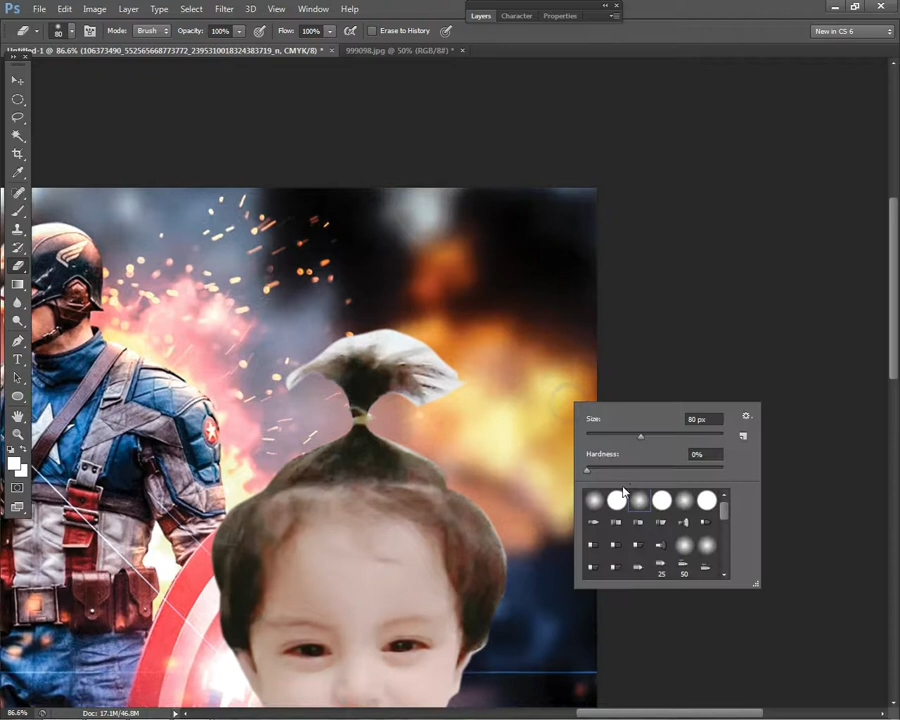 Ps File Edit Image Layer Type Select Filter 3D View Window Help
Layers Character Properties
80 Mode: Brush Opacity: 100% Flow: 100% Erase to History New in CS 6
Untitled-1 @ 86.6% (106373490_552565668773772_2395310018324383719_n, CMYK/8) * × 999098.jpg @ 50% (RGB/8#) * ×
Size: 80 px
Hardness: 0%
25 50
T
86.6% Doc: 17.1M/46.8M